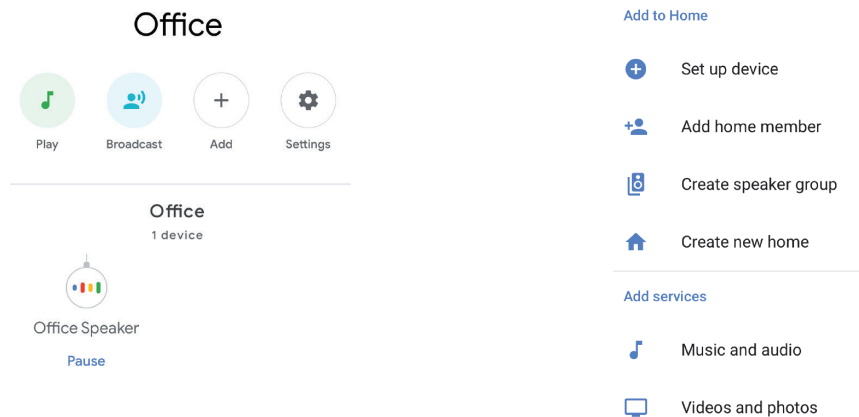 Office
Play
Broadcast
Add
Settings
Office
1 device
Office Speaker
Pause
Add to Home
Set up device
Add home member
Create speaker group
Create new home
Add services
Music and audio
Videos and photos